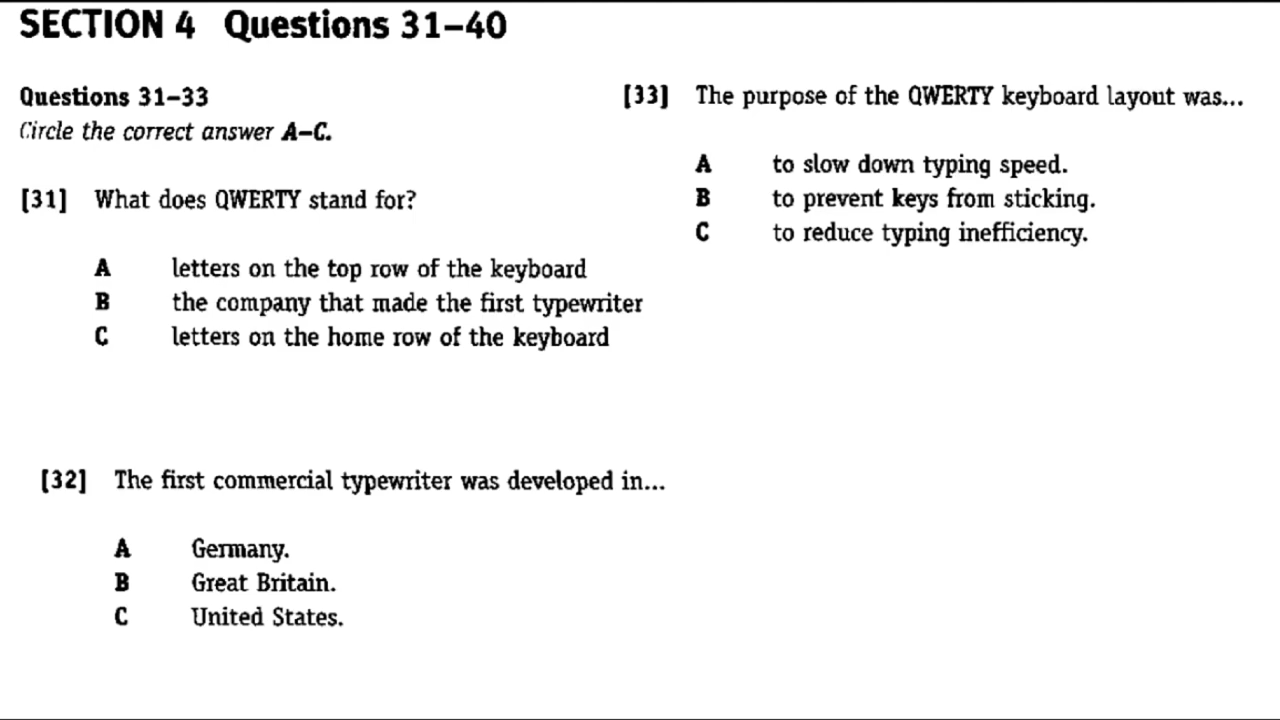 SECTION 4 Questions 31–40
Questions 31–33
Circle the correct answer A–C.
[31] What does QWERTY stand for?
A letters on the top row of the keyboard
B the company that made the first typewriter
C letters on the home row of the keyboard
[32] The first commercial typewriter was developed in...
A Germany.
B Great Britain.
C United States.
[33] The purpose of the QWERTY keyboard layout was...
A to slow down typing speed.
B to prevent keys from sticking.
C to reduce typing inefficiency.